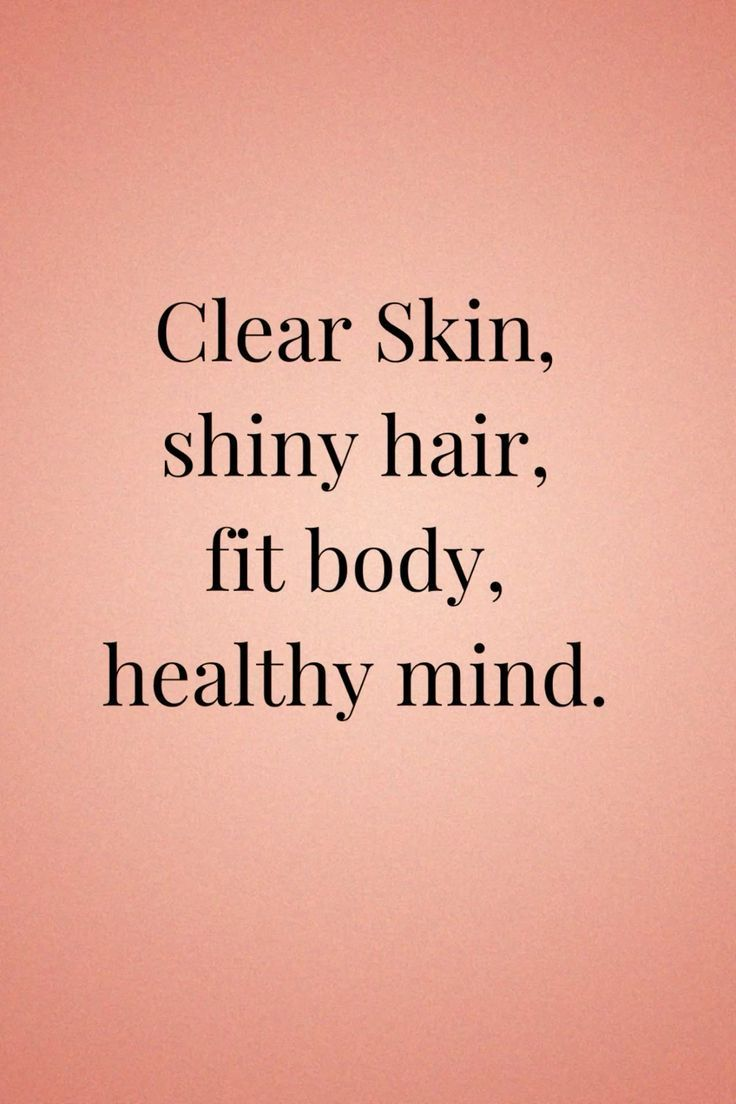 Clear Skin,
shiny hair,
fit body,
healthy mind.